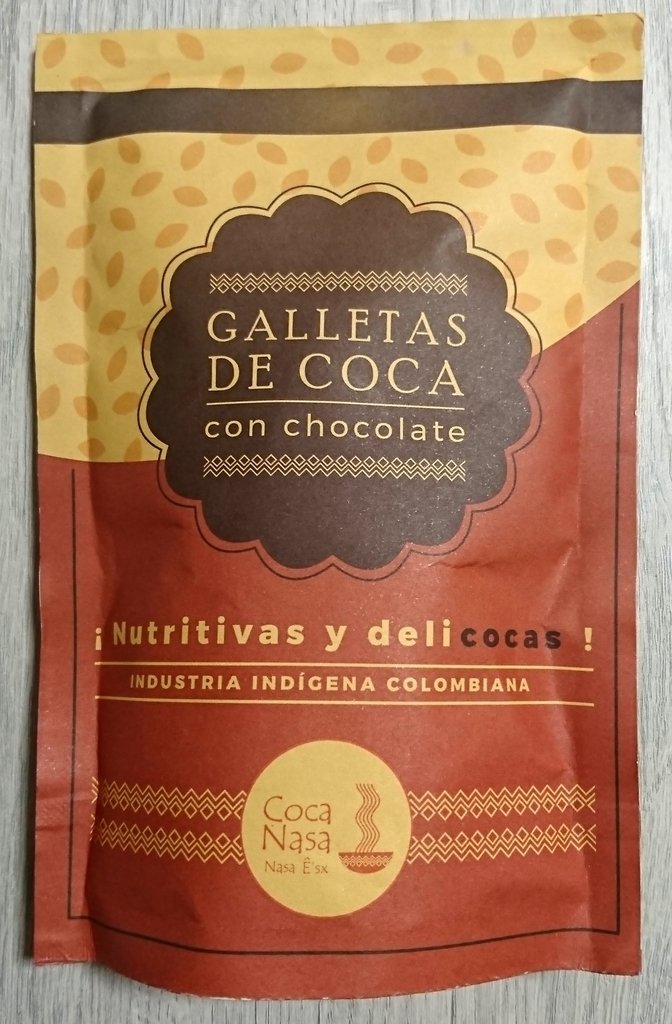 GALLETAS
DE COCA
con chocolate
¡Nutritivas y delicocas!
INDUSTRIA INDÍGENA COLOMBIANA
Coca
Nasa
Nasa Ê'sx